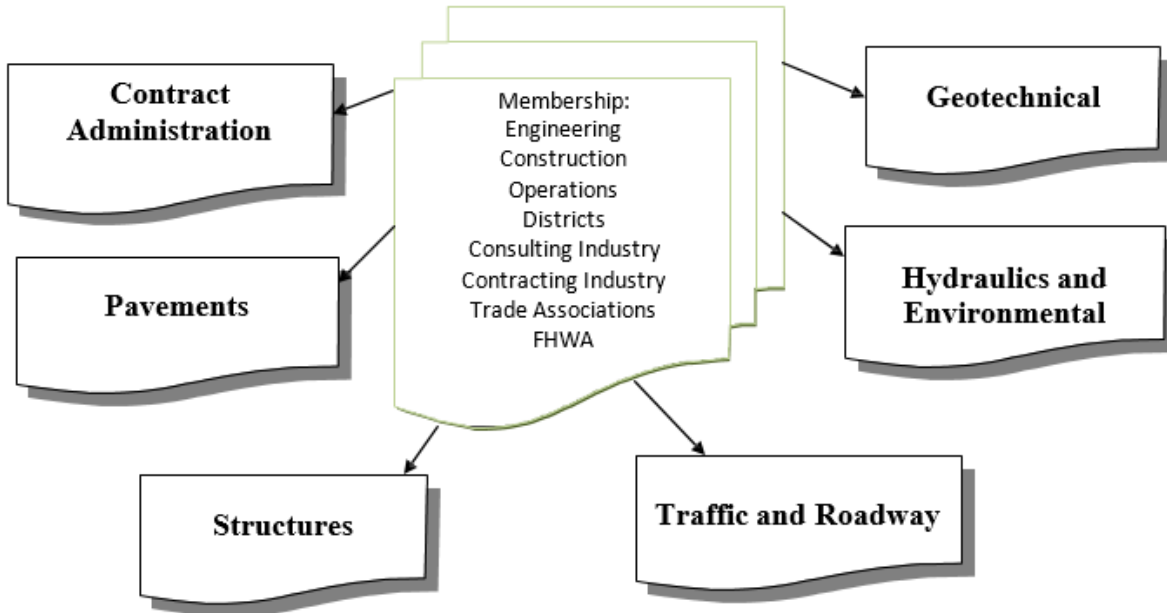 Contract
Administration
Membership:
Engineering
Construction
Operations
Districts
Consulting Industry
Contracting Industry
Trade Associations
FHWA
Geotechnical
Pavements
Hydraulics and
Environmental
Structures
Traffic and Roadway